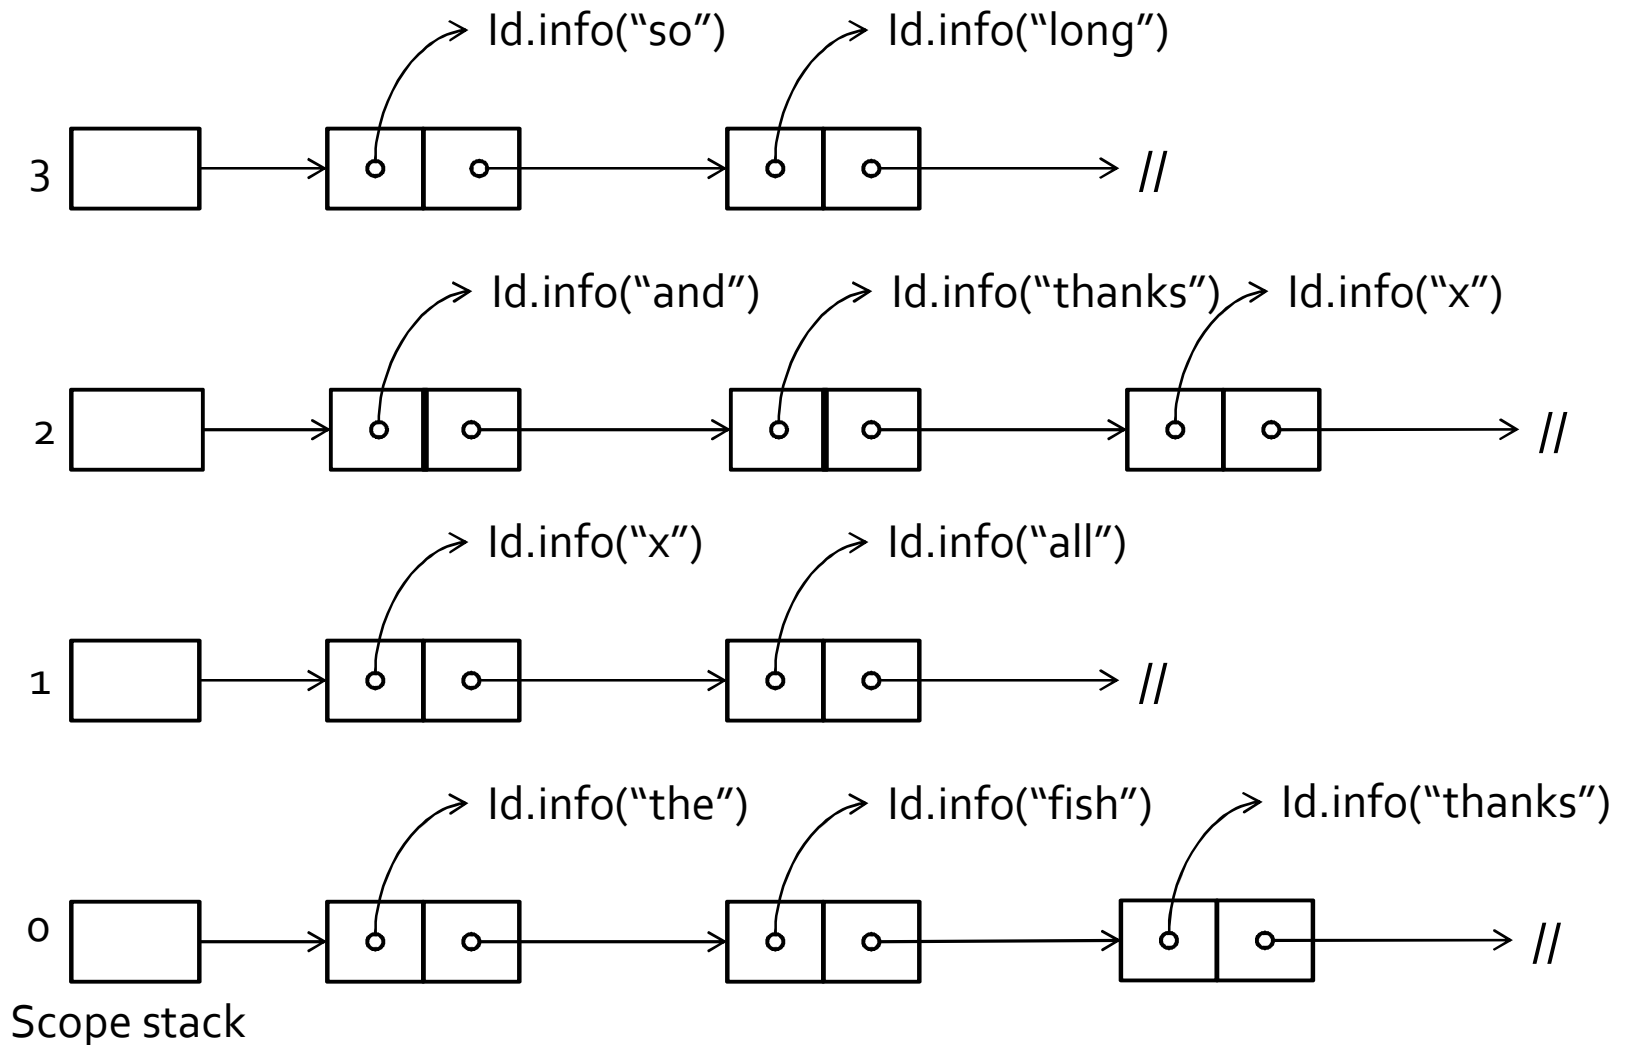 Id.info(“so”) Id.info(“long”)
3 //
Id.info(“and”) Id.info(“thanks”) Id.info(“x”)
2 //
Id.info(“x”) Id.info(“all”)
1 //
Id.info(“the”) Id.info(“fish”) Id.info(“thanks”)
0 //
Scope stack